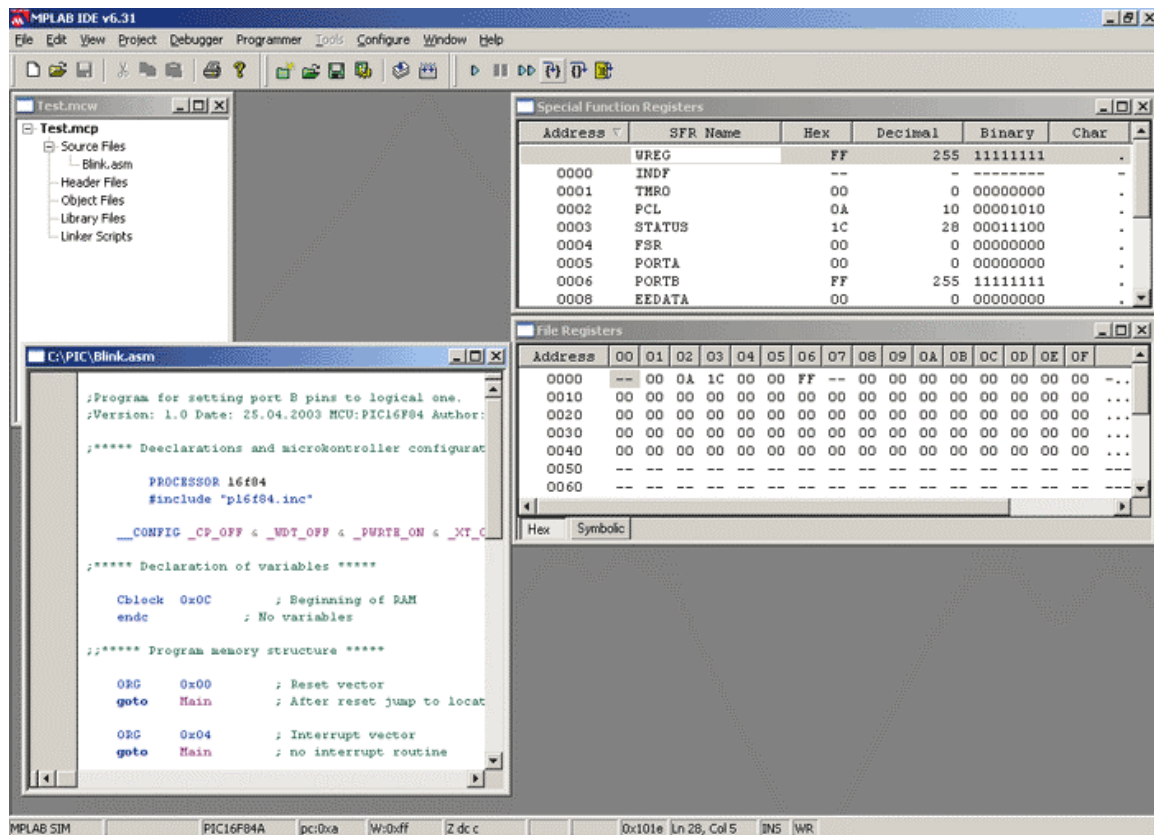 MPLAB IDE v6.31
File Edit View Project Debugger Programmer Tools Configure Window Help
Test.mcw
Test.mcp
Source Files
Blink.asm
Header Files
Object Files
Library Files
Linker Scripts
Special Function Registers
Address SFR Name Hex Decimal Binary Char
WREG FF 255 11111111 .
0000 INDF -- - -------- -
0001 TMR0 00 0 00000000 .
0002 PCL 0A 10 00001010 .
0003 STATUS 1C 28 00011100 .
0004 FSR 00 0 00000000 .
0005 PORTA 00 0 00000000 .
0006 PORTB FF 255 11111111 .
0008 EEDATA 00 0 00000000 .
File Registers
Address 00 01 02 03 04 05 06 07 08 09 0A 0B 0C 0D 0E 0F
0000 -- 00 0A 1C 00 00 FF -- 00 00 00 00 00 00 00 00 -..
0010 00 00 00 00 00 00 00 00 00 00 00 00 00 00 00 00 ...
0020 00 00 00 00 00 00 00 00 00 00 00 00 00 00 00 00 ...
0030 00 00 00 00 00 00 00 00 00 00 00 00 00 00 00 00 ...
0040 00 00 00 00 00 00 00 00 00 00 00 00 00 00 00 00 ...
0050 -- -- -- -- -- -- -- -- -- -- -- -- -- -- -- -- ---
0060 -- -- -- -- -- -- -- -- -- -- -- -- -- -- -- -- ---
Hex Symbolic
C:\PIC\Blink.asm
;Program for setting port B pins to logical one.
;Version: 1.0 Date: 25.04.2003 MCU:PIC16F84 Author:
;***** Deeclarations and microkontroller configurat
PROCESSOR 16f84
#include "p16f84.inc"
__CONFIG _CP_OFF & _WDT_OFF & _PWRTE_ON & _XT_O
;***** Declaration of variables *****
Cblock 0x0C ; Beginning of RAM
endc ; No variables
;;***** Program memory structure *****
ORG 0x00 ; Reset vector
goto Main ; After reset jump to locat
ORG 0x04 ; Interrupt vector
goto Main ; no interrupt routine
MPLAB SIM PIC16F84A pc:0xa W:0xff Z dc c 0x101e Ln 28, Col 5 INS WR